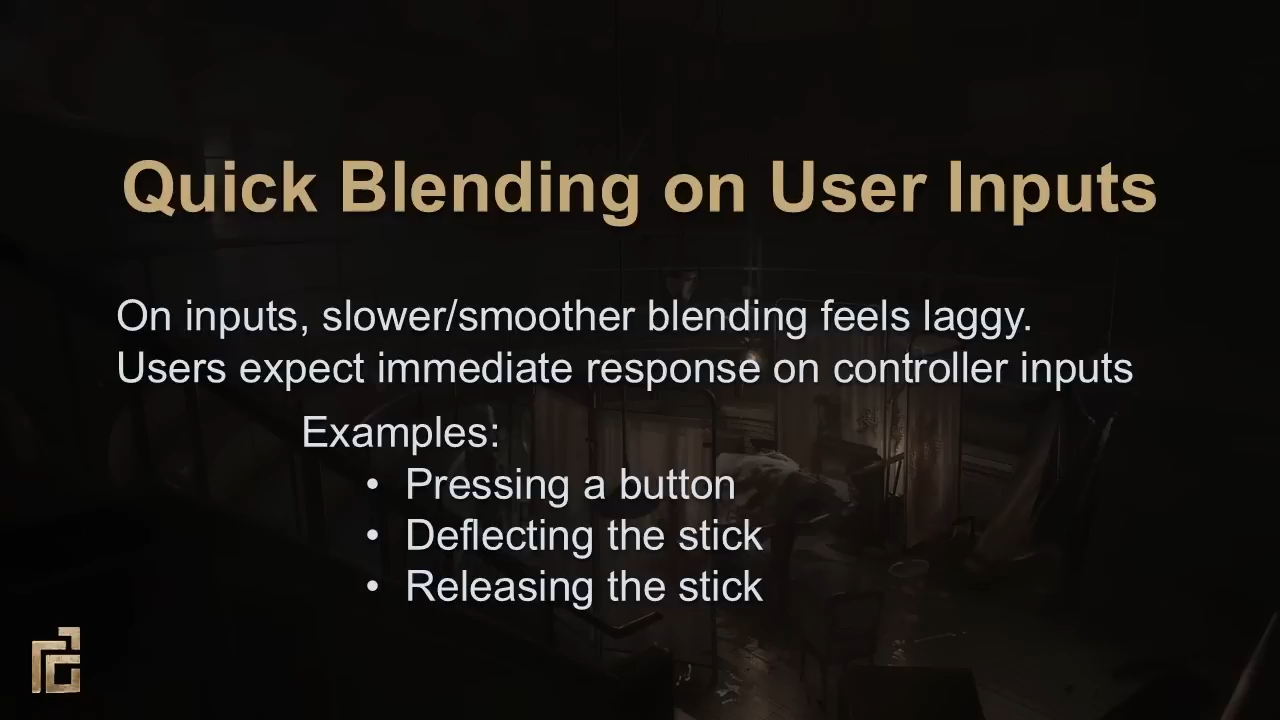 Quick Blending on User Inputs
On inputs, slower/smoother blending feels laggy.
Users expect immediate response on controller inputs
Examples:
• Pressing a button
• Deflecting the stick
• Releasing the stick